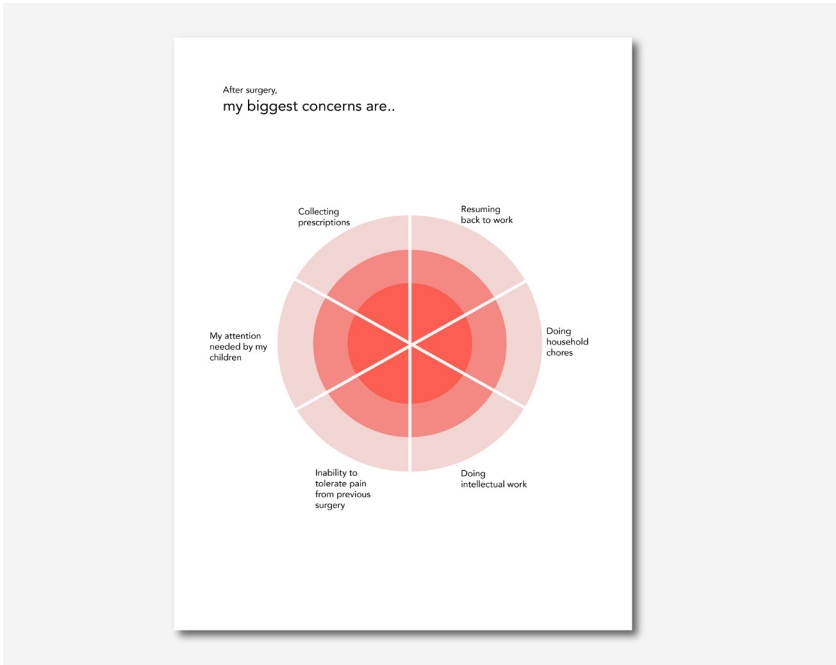 After surgery,
my biggest concerns are..
Collecting
prescriptions
Resuming
back to work
My attention
needed by my
children
Doing
household
chores
Inability to
tolerate pain
from previous
surgery
Doing
intellectual work